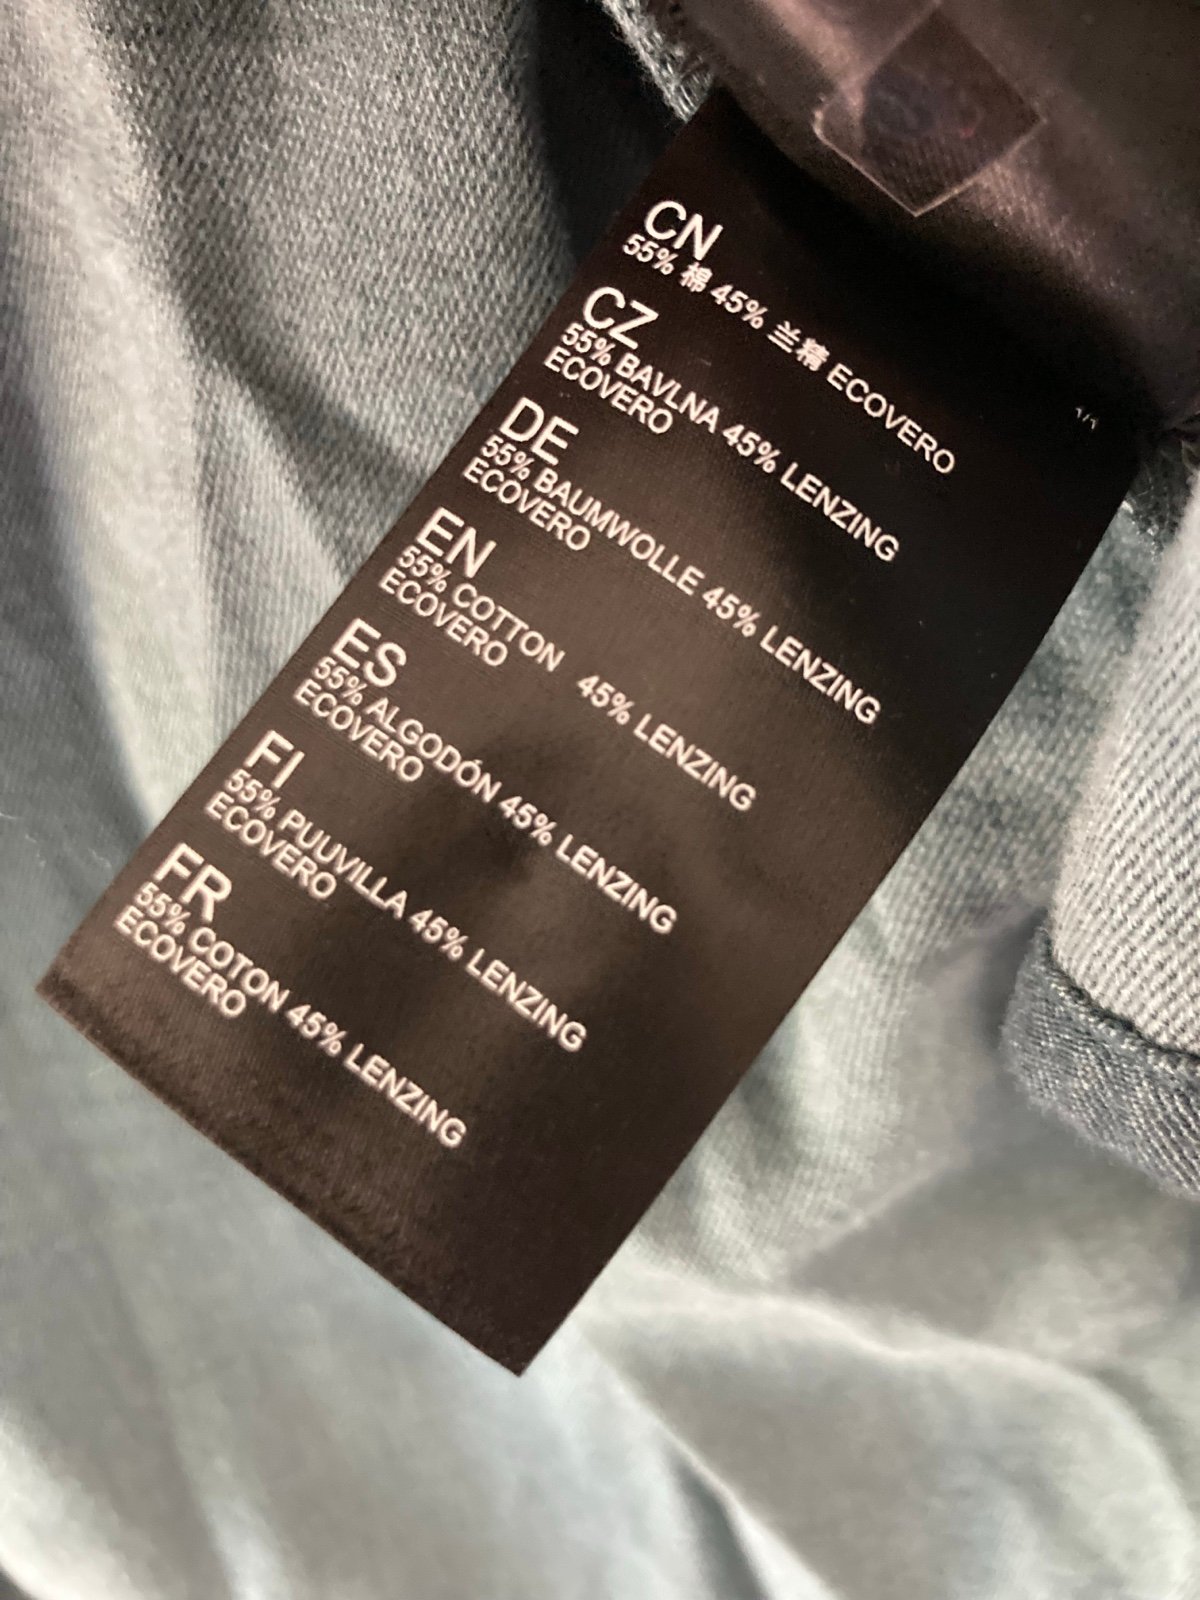 CN
55% 棉 45% 兰精 ECOVERO
CZ
55% BAVLNA 45% LENZING
ECOVERO
DE
55% BAUMWOLLE 45% LENZING
ECOVERO
EN
55% COTTON 45% LENZING
ECOVERO
ES
55% ALGODÓN 45% LENZING
ECOVERO
FI
55% PUUVILLA 45% LENZING
ECOVERO
FR
55% COTON 45% LENZING
ECOVERO